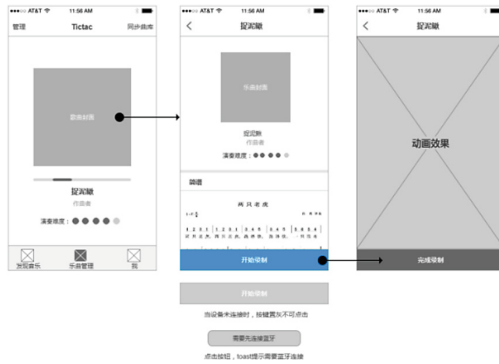 AT&T 11:58 AM
管理 Tictac 同步曲库
歌曲封面
捉泥鳅
作曲者
演奏难度：
发现音乐 乐曲管理 我
AT&T 11:58 AM
捉泥鳅
乐曲封面
捉泥鳅
作曲者
演奏难度：
简谱
两只老虎
开始录制
开始录制
当设备未连接时，按键置灰不可点击
需要先连接蓝牙
点击按钮，toast提示需要蓝牙连接
AT&T 11:58 AM
捉泥鳅
动画效果
完成录制